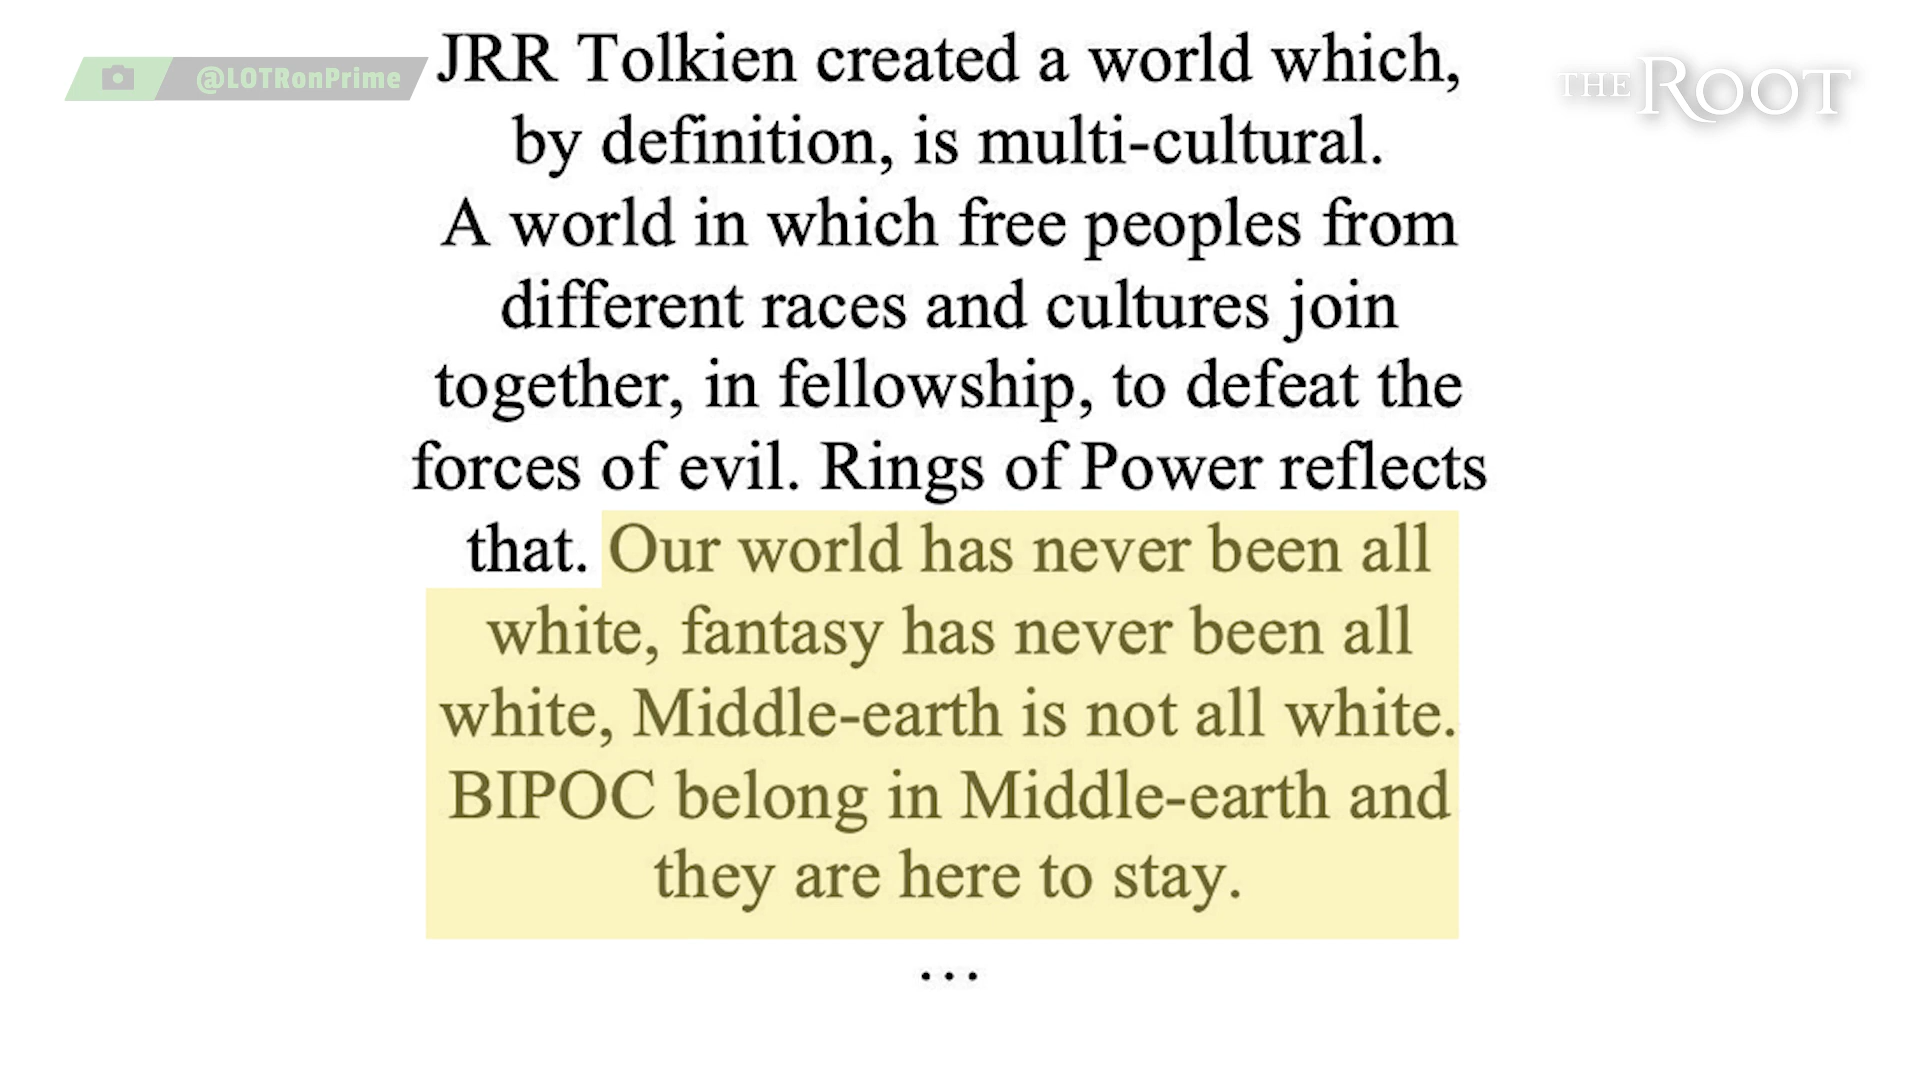 @LOTRonPrime
THE ROOT
JRR Tolkien created a world which,
by definition, is multi-cultural.
A world in which free peoples from
different races and cultures join
together, in fellowship, to defeat the
forces of evil. Rings of Power reflects
that. Our world has never been all
white, fantasy has never been all
white, Middle-earth is not all white.
BIPOC belong in Middle-earth and
they are here to stay.
...